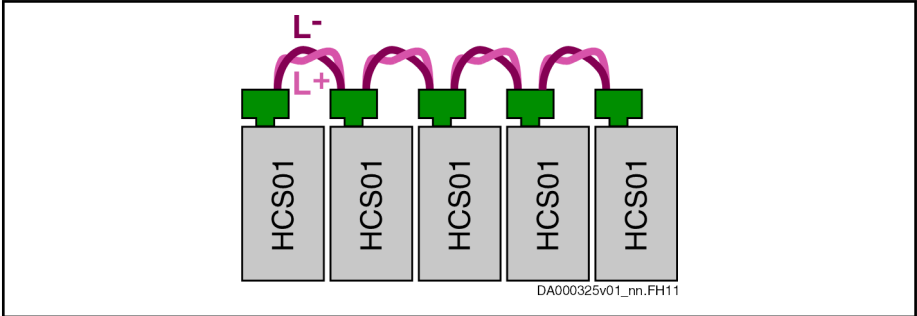 L-
L+
HCS01
HCS01
HCS01
HCS01
HCS01
DA000325v01_nn.FH11